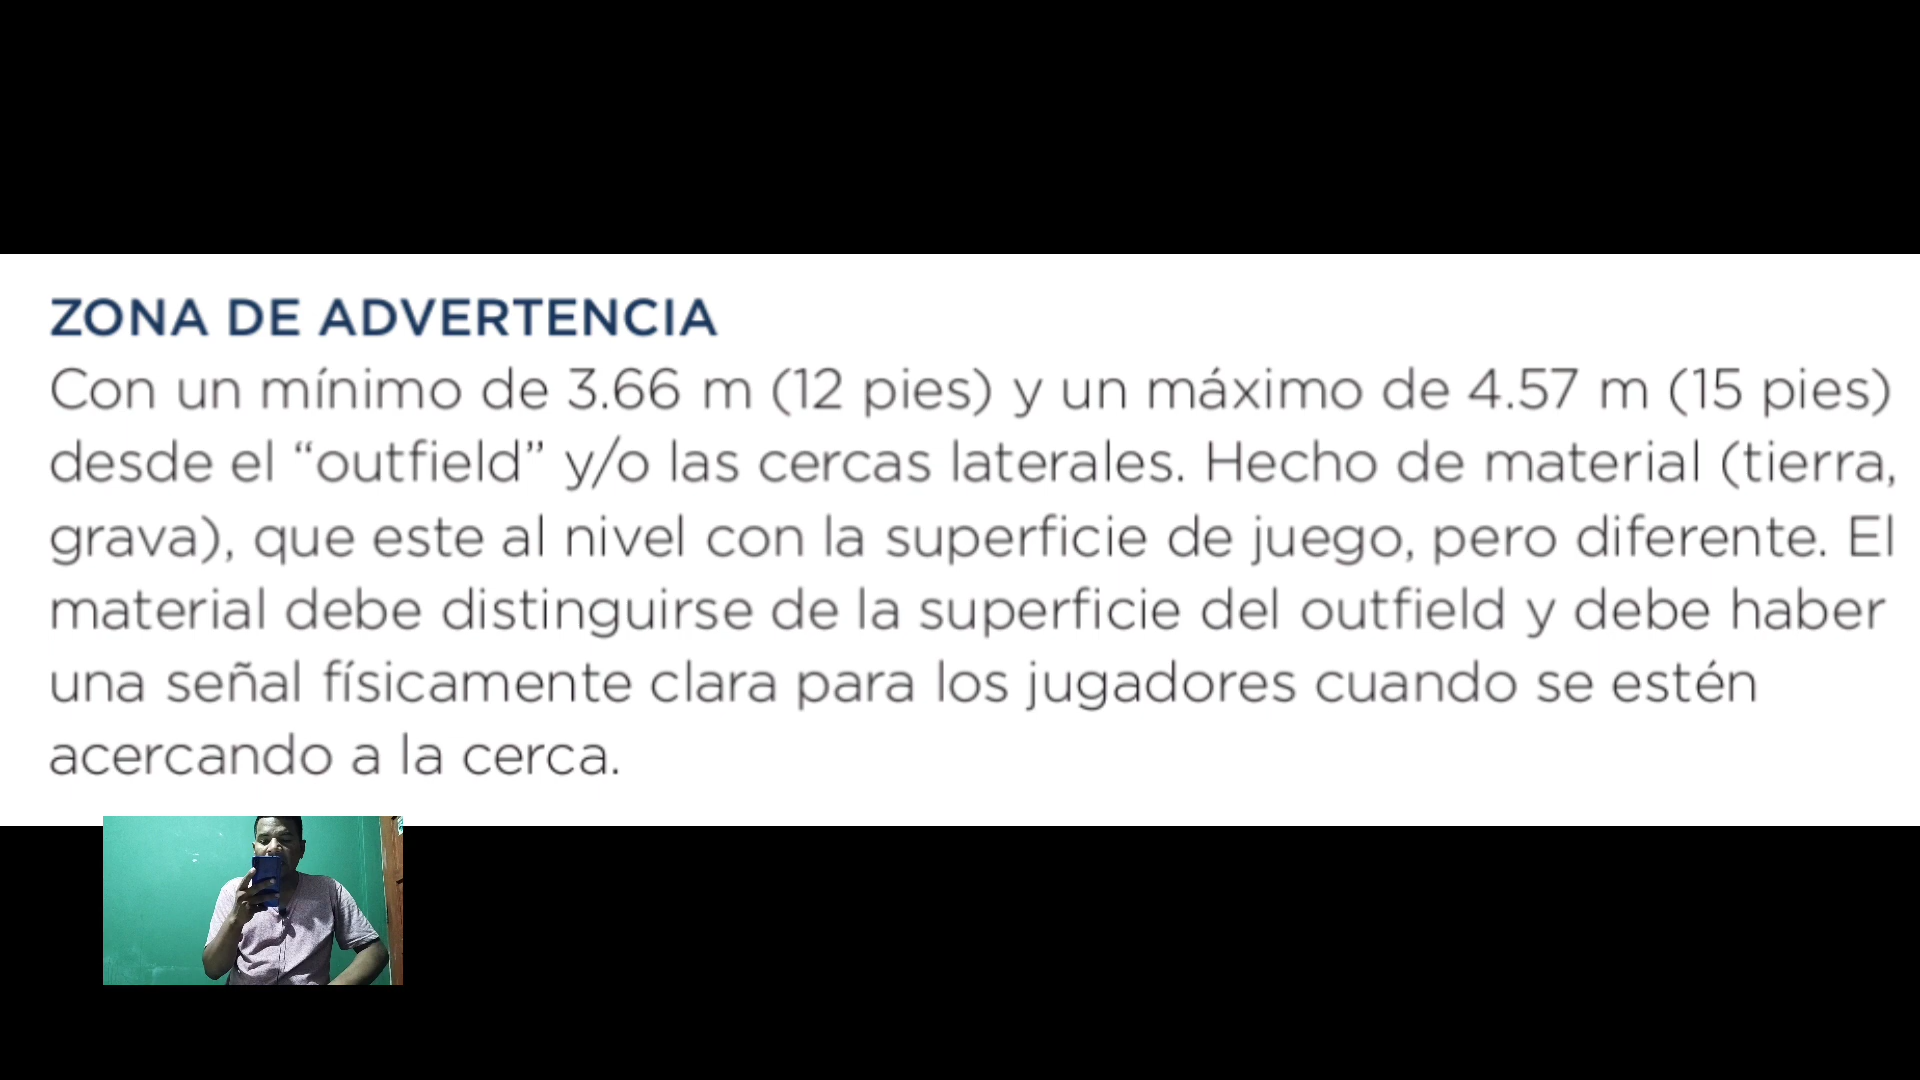 ZONA DE ADVERTENCIA
Con un mínimo de 3.66 m (12 pies) y un máximo de 4.57 m (15 pies)
desde el “outfield” y/o las cercas laterales. Hecho de material (tierra,
grava), que este al nivel con la superficie de juego, pero diferente. El
material debe distinguirse de la superficie del outfield y debe haber
una señal físicamente clara para los jugadores cuando se estén
acercando a la cerca.